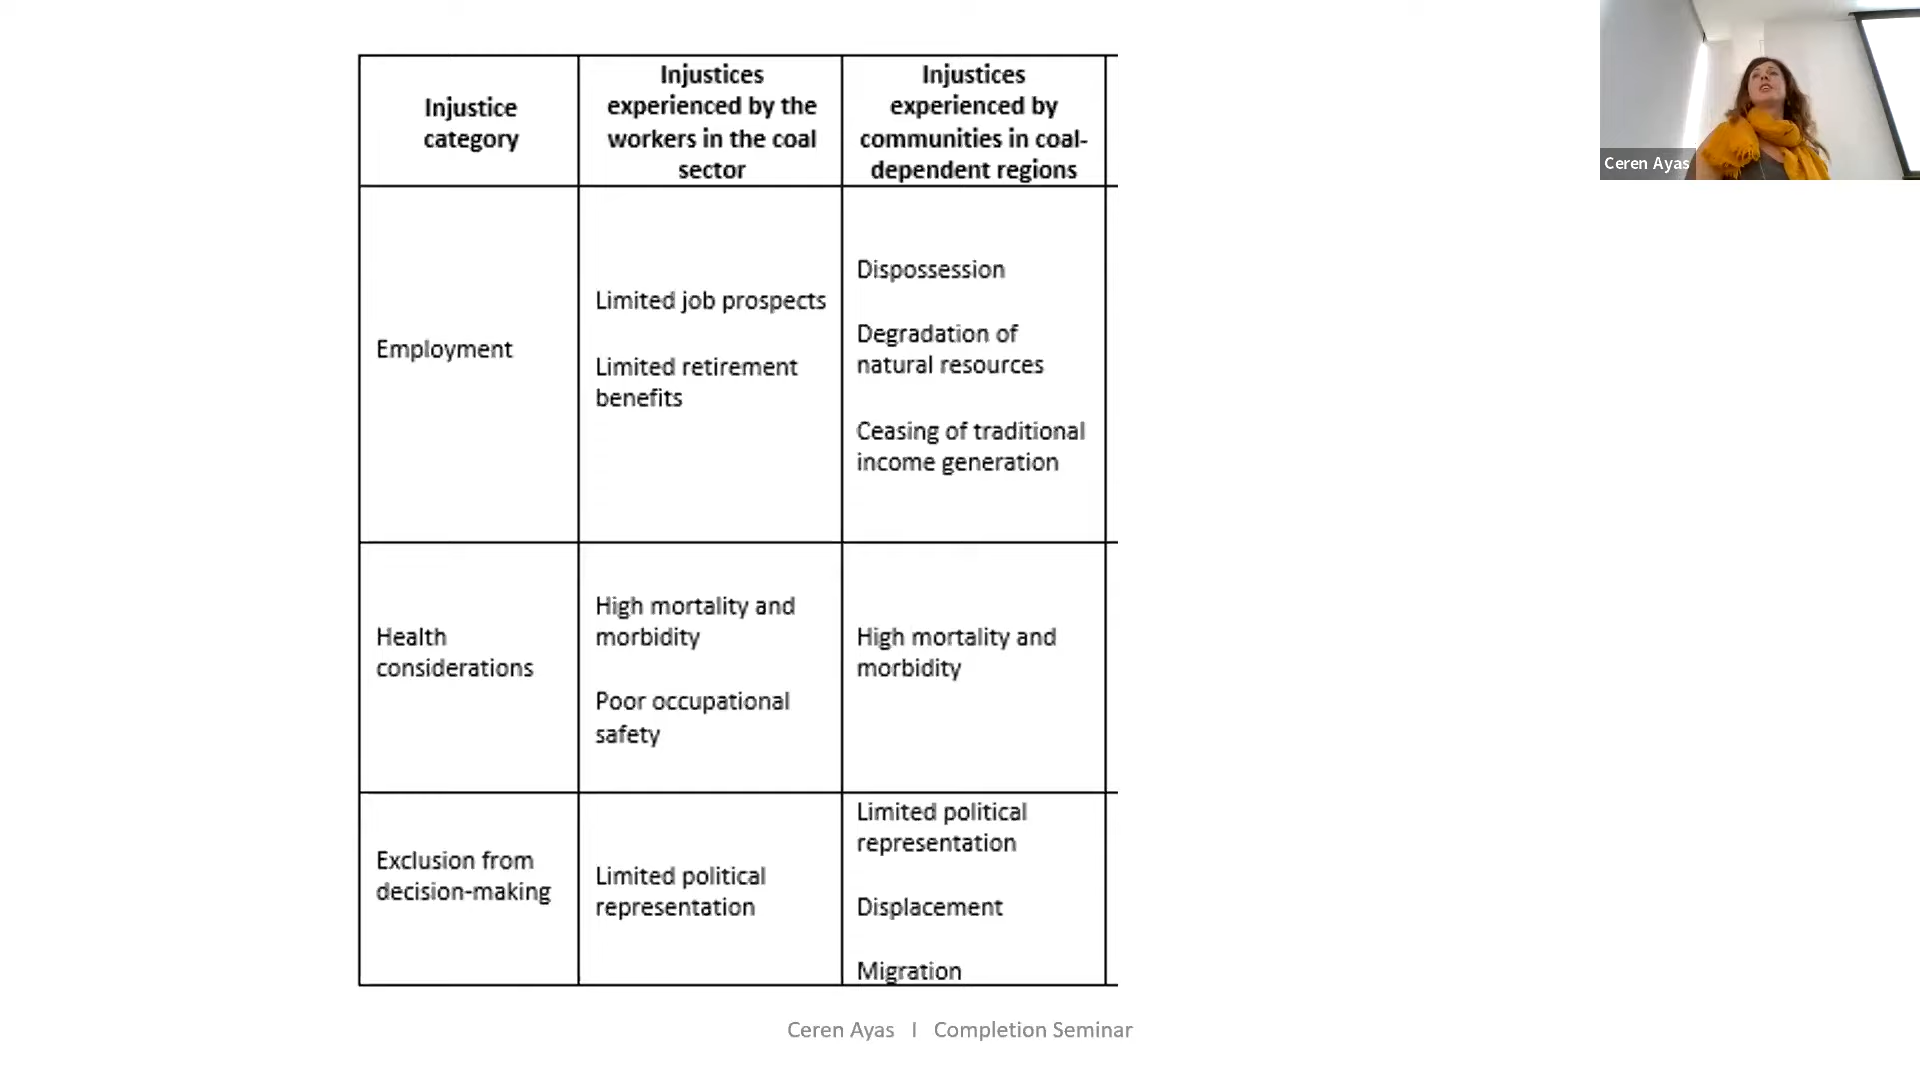 Injustice
category
Injustices
experienced by the
workers in the coal
sector
Injustices
experienced by
communities in coal-
dependent regions
Employment
Limited job prospects
Limited retirement
benefits
Dispossession
Degradation of
natural resources
Ceasing of traditional
income generation
Health
considerations
High mortality and
morbidity
Poor occupational
safety
High mortality and
morbidity
Exclusion from
decision-making
Limited political
representation
Limited political
representation
Displacement
Migration
Ceren Ayas I Completion Seminar
Ceren Ayas